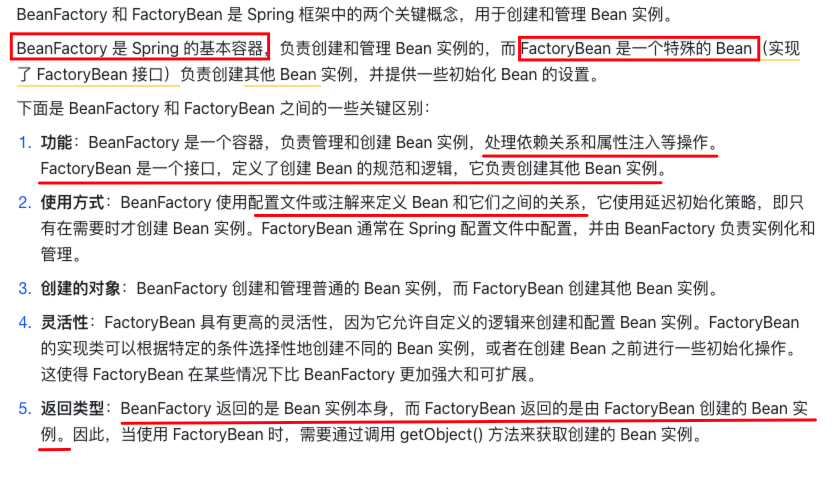 BeanFactory 和 FactoryBean 是 Spring 框架中的两个关键概念，用于创建和管理 Bean 实例。
BeanFactory 是 Spring 的基本容器，负责创建和管理 Bean 实例的，而 FactoryBean 是一个特殊的 Bean（实现
了 FactoryBean 接口）负责创建其他 Bean 实例，并提供一些初始化 Bean 的设置。
下面是 BeanFactory 和 FactoryBean 之间的一些关键区别：
1. 功能：BeanFactory 是一个容器，负责管理和创建 Bean 实例，处理依赖关系和属性注入等操作。
FactoryBean 是一个接口，定义了创建 Bean 的规范和逻辑，它负责创建其他 Bean 实例。
2. 使用方式：BeanFactory 使用配置文件或注解来定义 Bean 和它们之间的关系，它使用延迟初始化策略，即只
有在需要时才创建 Bean 实例。FactoryBean 通常在 Spring 配置文件中配置，并由 BeanFactory 负责实例化和
管理。
3. 创建的对象：BeanFactory 创建和管理普通的 Bean 实例，而 FactoryBean 创建其他 Bean 实例。
4. 灵活性：FactoryBean 具有更高的灵活性，因为它允许自定义的逻辑来创建和配置 Bean 实例。FactoryBean
的实现类可以根据特定的条件选择性地创建不同的 Bean 实例，或者在创建 Bean 之前进行一些初始化操作。
这使得 FactoryBean 在某些情况下比 BeanFactory 更加强大和可扩展。
5. 返回类型：BeanFactory 返回的是 Bean 实例本身，而 FactoryBean 返回的是由 FactoryBean 创建的 Bean 实
例。因此，当使用 FactoryBean 时，需要通过调用 getObject() 方法来获取创建的 Bean 实例。